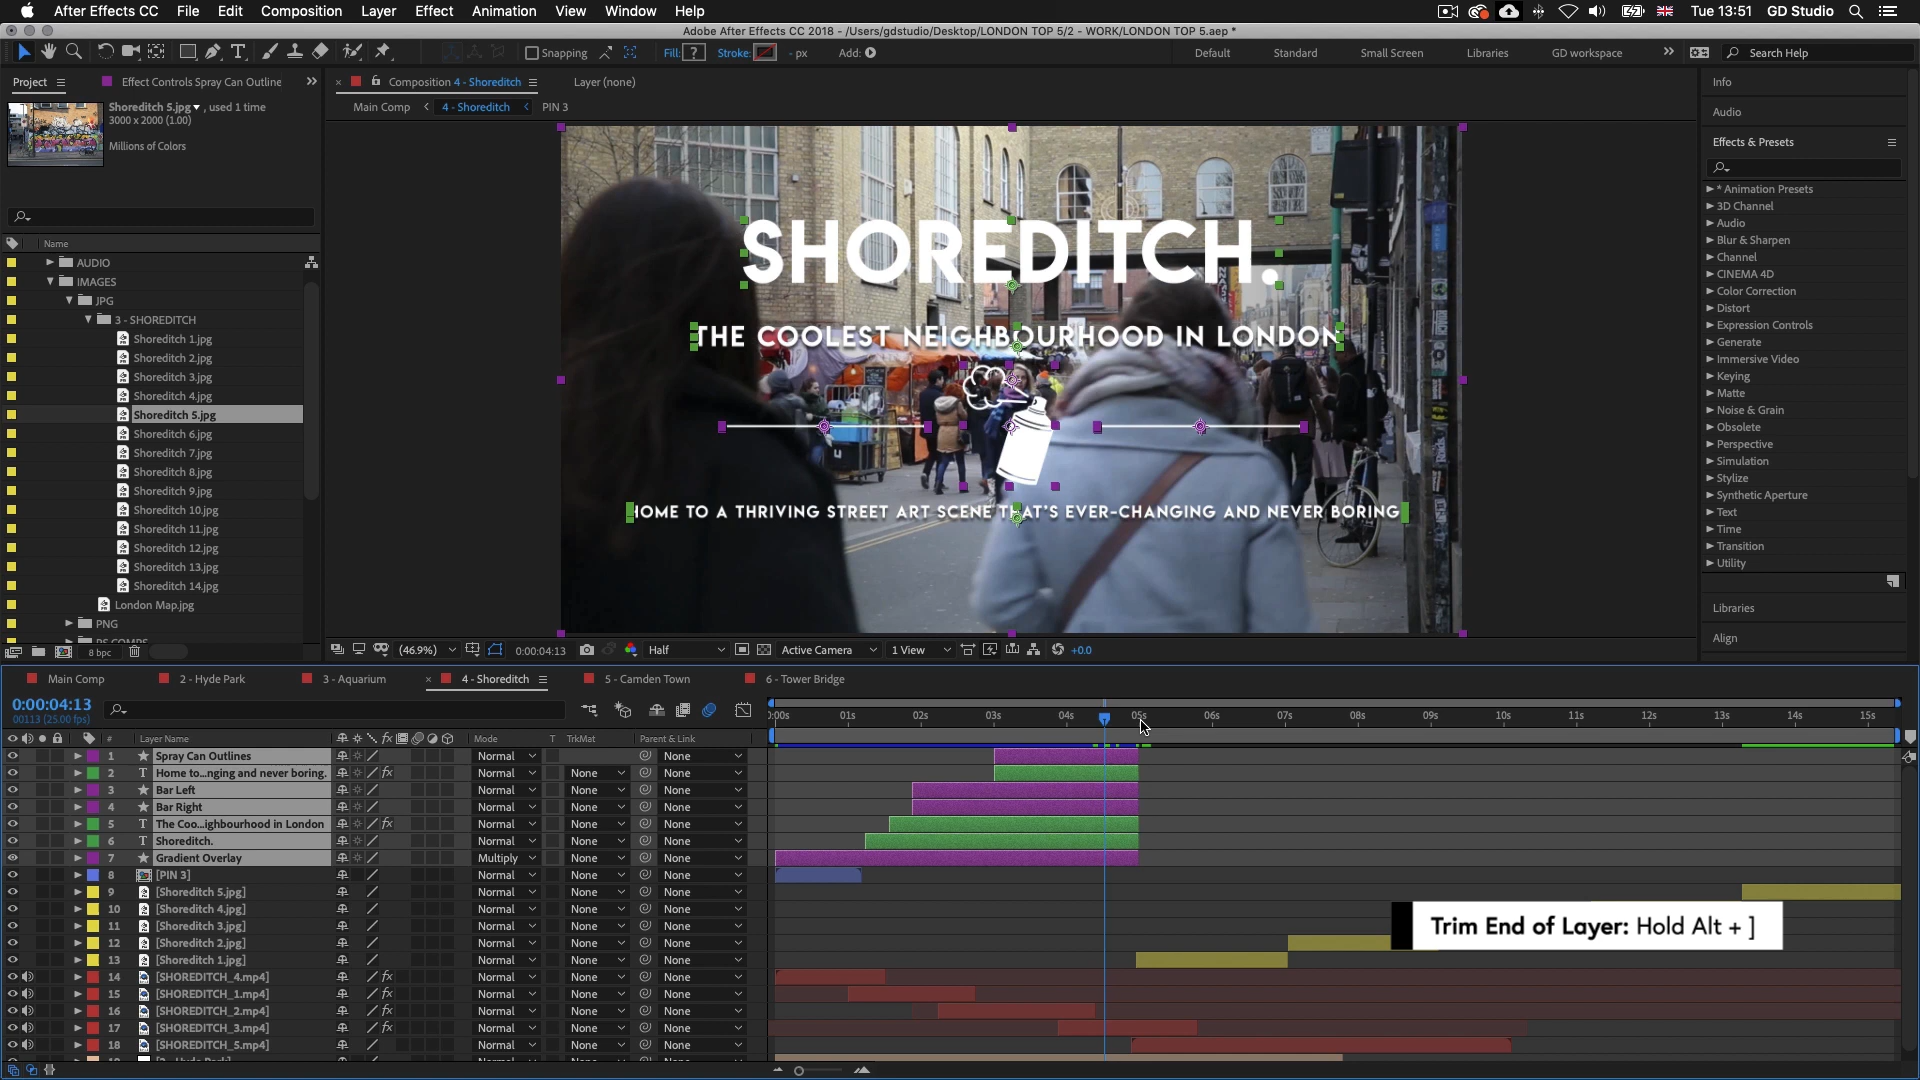 After Effects CC File Edit Composition Layer Effect Animation View Window Help
Tue 13:51 GD Studio
Adobe After Effects CC 2018 - /Users/gdstudio/Desktop/LONDON TOP 5/2 - WORK/LONDON TOP 5.aep *
Snapping Fill: ? Stroke: - px Add: Default Standard Small Screen Libraries GD workspace >> Search Help
Project Effect Controls Spray Can Outline >>
Composition 4 - Shoreditch Layer (none)
Main Comp 4 - Shoreditch PIN 3
Shoreditch 5.jpg , used 1 time
3000 x 2000 (1.00)
Millions of Colors
Name
AUDIO
IMAGES
JPG
3 - SHOREDITCH
Shoreditch 1.jpg
Shoreditch 2.jpg
Shoreditch 3.jpg
Shoreditch 4.jpg
Shoreditch 5.jpg
Shoreditch 6.jpg
Shoreditch 7.jpg
Shoreditch 8.jpg
Shoreditch 9.jpg
Shoreditch 10.jpg
Shoreditch 11.jpg
Shoreditch 12.jpg
Shoreditch 13.jpg
Shoreditch 14.jpg
London Map.jpg
PNG
PS COMPS
8 bpc
SHOREDITCH.
THE COOLEST NEIGHBOURHOOD IN LONDON
HOME TO A THRIVING STREET ART SCENE THAT'S EVER-CHANGING AND NEVER BORING
(46.9%) 0:00:04:13 Half Active Camera 1 View +0.0
Info
Audio
Effects & Presets
* Animation Presets
3D Channel
Audio
Blur & Sharpen
Channel
CINEMA 4D
Color Correction
Distort
Expression Controls
Generate
Immersive Video
Keying
Matte
Noise & Grain
Obsolete
Perspective
Simulation
Stylize
Synthetic Aperture
Text
Time
Transition
Utility
Libraries
Align
Main Comp 2 - Hyde Park 3 - Aquarium 4 - Shoreditch 5 - Camden Town 6 - Tower Bridge
0:00:04:13
00113 (25.00 fps)
0:00s 01s 02s 03s 04s 05s 06s 07s 08s 09s 10s 11s 12s 13s 14s 15s
# Layer Name Mode T TrkMat Parent & Link
1 Spray Can Outlines Normal None
2 Home to...nging and never boring. fx Normal None None
3 Bar Left Normal None None
4 Bar Right Normal None None
5 The Coo...ighbourhood in London fx Normal None None
6 Shoreditch. Normal None None
7 Gradient Overlay Multiply None None
8 [PIN 3] Normal None None
9 [Shoreditch 5.jpg] Normal None None
10 [Shoreditch 4.jpg] Normal None None
11 [Shoreditch 3.jpg] Normal None None
12 [Shoreditch 2.jpg] Normal None None
13 [Shoreditch 1.jpg] Normal None None
14 [SHOREDITCH_4.mp4] fx Normal None None
15 [SHOREDITCH_1.mp4] fx Normal None None
16 [SHOREDITCH_2.mp4] fx Normal None None
17 [SHOREDITCH_3.mp4] fx Normal None None
18 [SHOREDITCH_5.mp4] Normal None None
Trim End of Layer: Hold Alt + ]